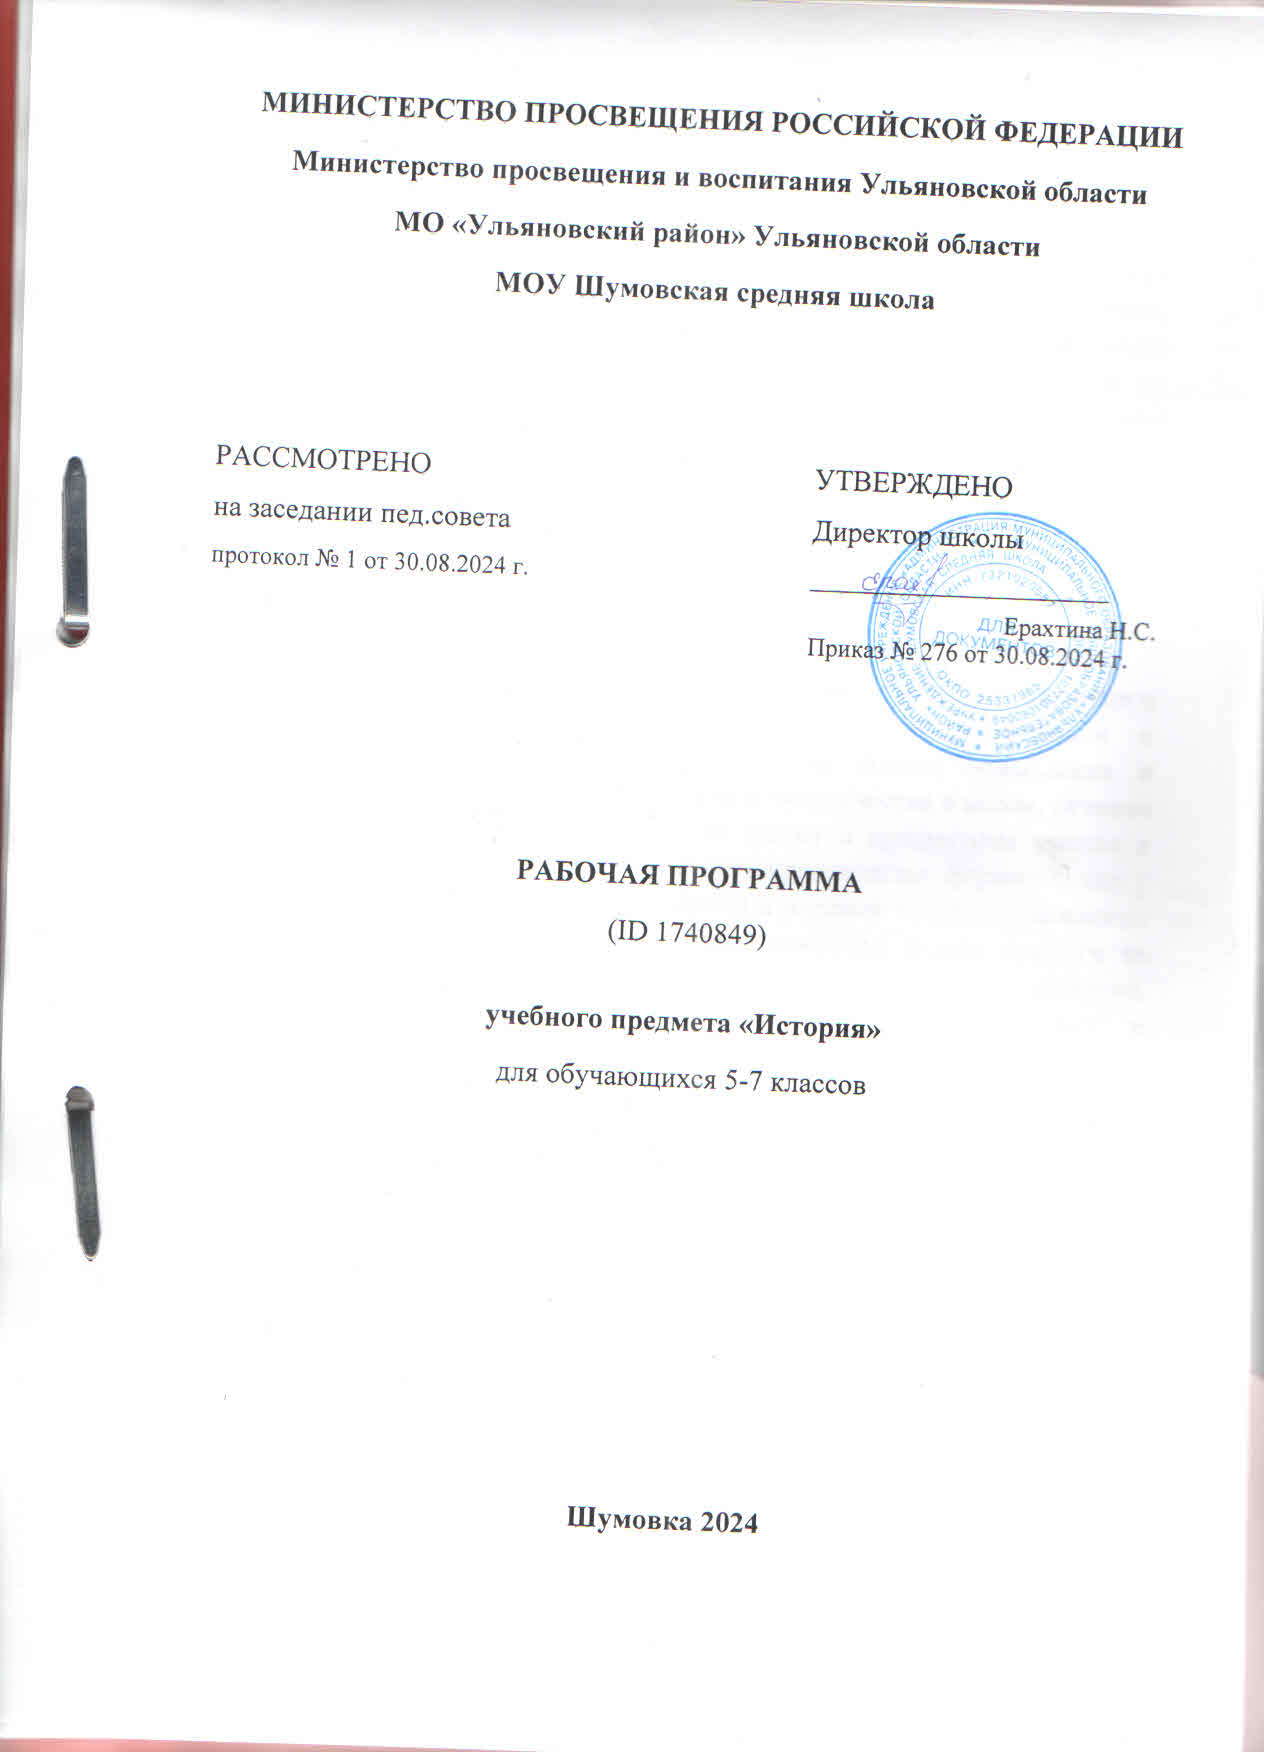 МИНИСТЕРСТВО ПРОСВЕЩЕНИЯ РОССИЙСКОЙ ФЕДЕРАЦИИ
Министерство просвещения и воспитания Ульяновской области
МО «Ульяновский район» Ульяновской области
МОУ Шумовская средняя школа
РАССМОТРЕНО
на заседании пед.совета
протокол № 1 от 30.08.2024 г.
УТВЕРЖДЕНО
Директор школы
Ерахтина Н.С.
Приказ № 276 от 30.08.2024 г.
ДЛЯ
ДОКУМЕНТОВ
РАБОЧАЯ ПРОГРАММА
(ID 1740849)
учебного предмета «История»
для обучающихся 5-7 классов
Шумовка 2024